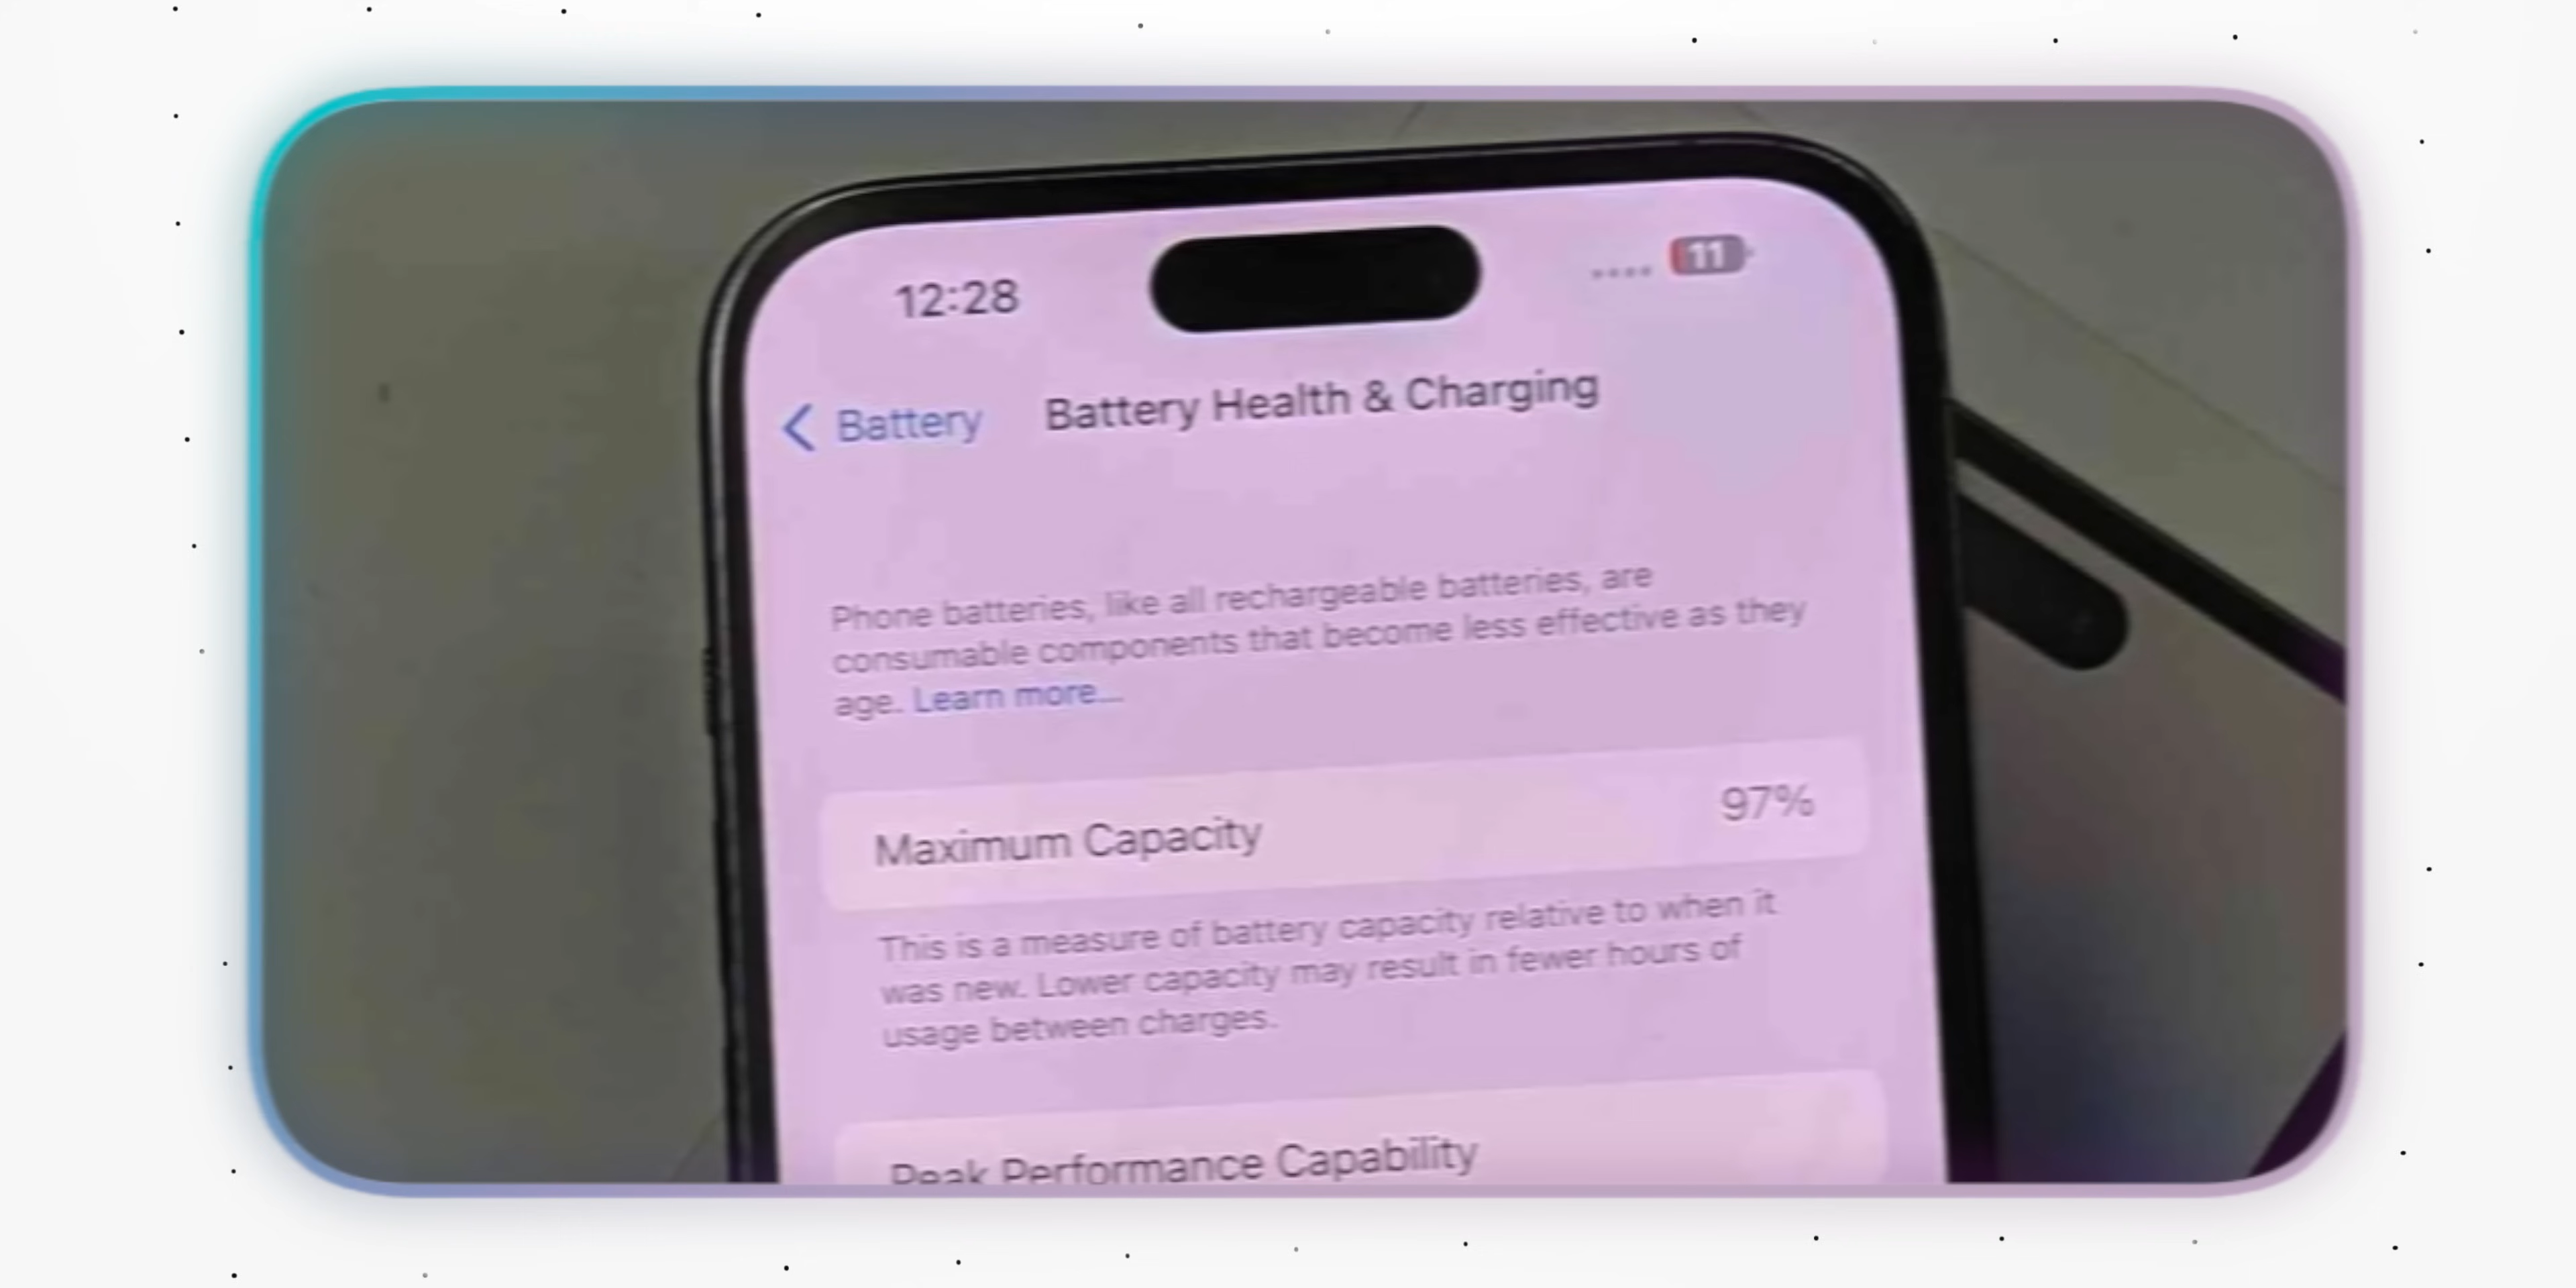 12:28
11
Battery
Battery Health & Charging
Phone batteries, like all rechargeable batteries, are
consumable components that become less effective as they
age. Learn more...
Maximum Capacity
97%
This is a measure of battery capacity relative to when it
was new. Lower capacity may result in fewer hours of
usage between charges.
Peak Performance Capability